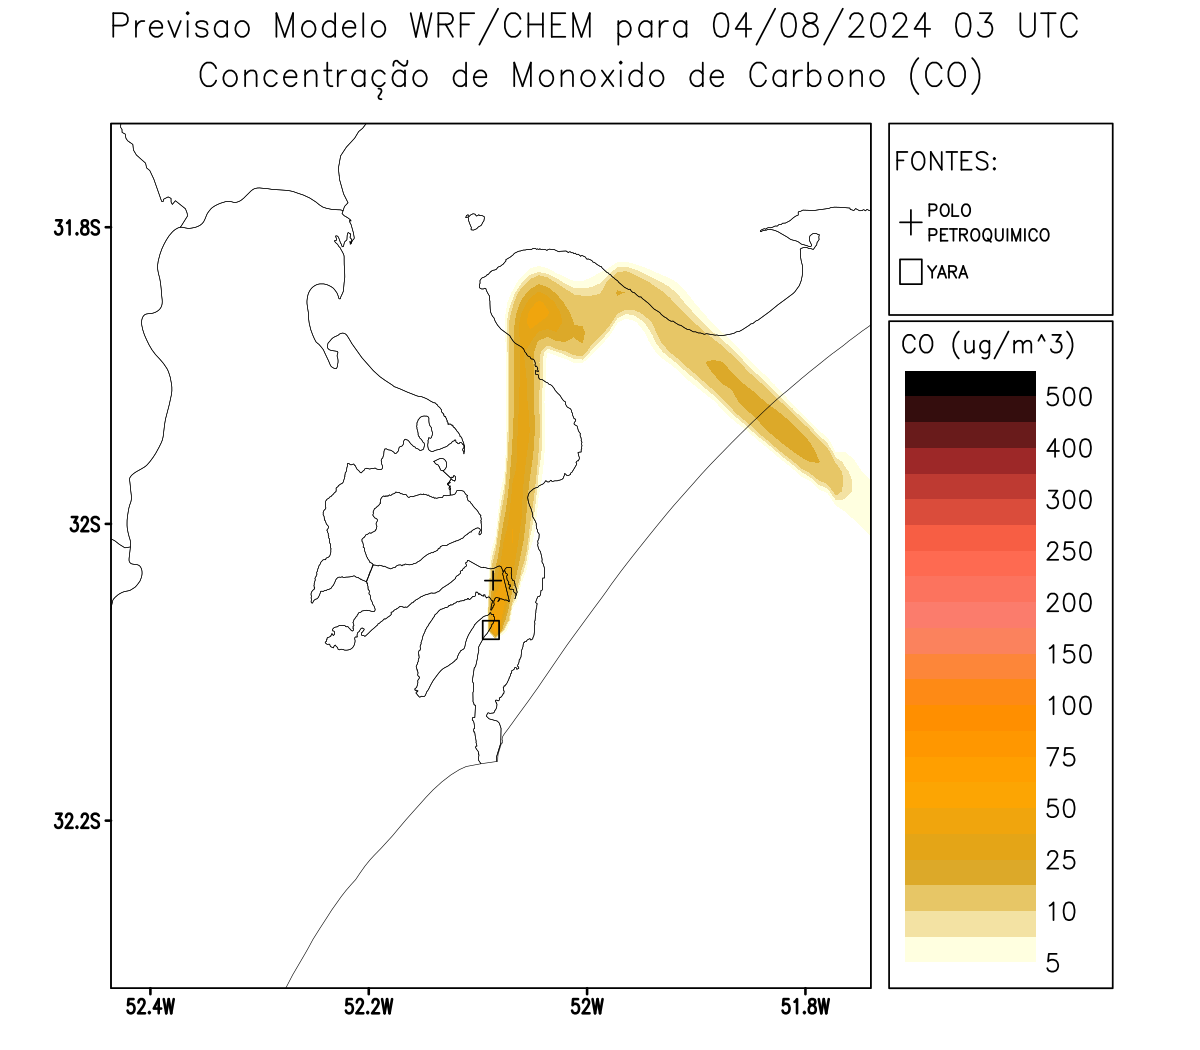 Previsao Modelo WRF/CHEM para 04/08/2024 03 UTC
Concentração de Monoxido de Carbono (CO)
FONTES:
POLO
PETROQUIMICO
YARA
CO (ug/m^3)
500
400
300
250
200
150
100
75
50
25
10
5
31.8S
32S
32.2S
52.4W
52.2W
52W
51.8W